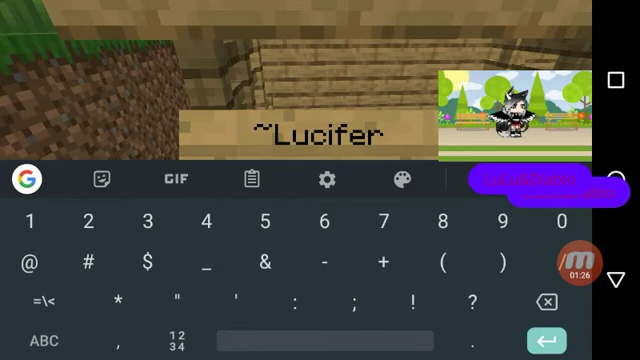 ~Lucifer
GIF
1 2 3 4 5 6 7 8 9 0
@ # $ _ & - + ( ) /
=\< * " ' : ; ! ?
ABC , 12 34 .
01:26